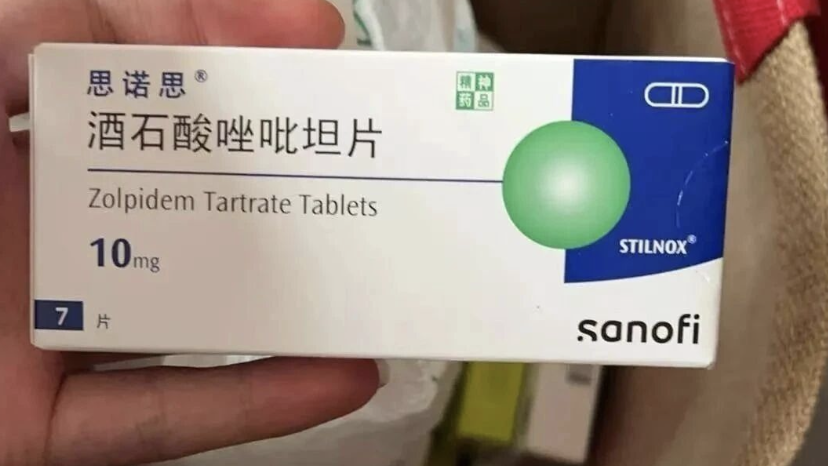 思诺思®
精神
药品
酒石酸唑吡坦片
Zolpidem Tartrate Tablets
10mg
STILNOX®
7片
sanofi